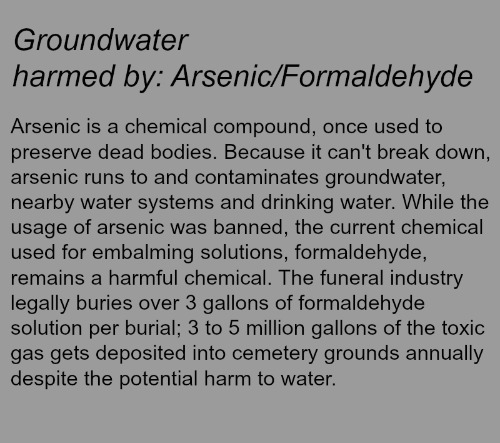 Groundwater
harmed by: Arsenic/Formaldehyde
Arsenic is a chemical compound, once used to
preserve dead bodies. Because it can't break down,
arsenic runs to and contaminates groundwater,
nearby water systems and drinking water. While the
usage of arsenic was banned, the current chemical
used for embalming solutions, formaldehyde,
remains a harmful chemical. The funeral industry
legally buries over 3 gallons of formaldehyde
solution per burial; 3 to 5 million gallons of the toxic
gas gets deposited into cemetery grounds annually
despite the potential harm to water.